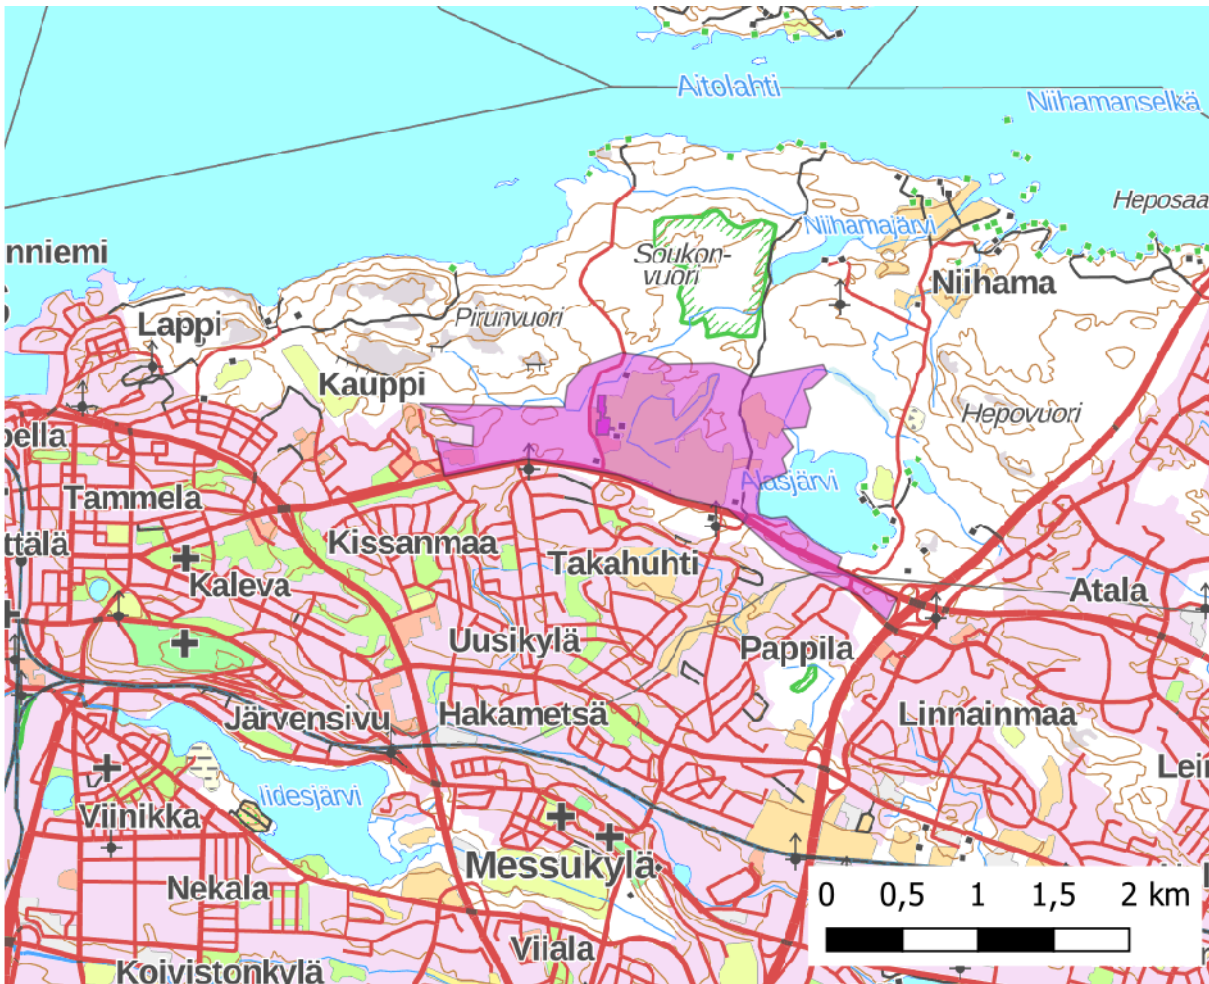 Aitolahti
Niihamanselkä
Heposaa
Niihamajärvi
nniemi
Soukon-
vuori
Niihama
Lappi
Pirunvuori
Kauppi
Hepovuori
oella
Alasjärvi
Tammela
ttälä
Kissanmaa
Takahuhti
Kaleva
Atala
Uusikylä
Pappila
Järvensivu
Hakametsä
Linnainmaa
Lei
Iidesjärvi
Viinikka
Messukylä
Nekala
0 0,5 1 1,5 2 km
Viiala
Koivistonkylä